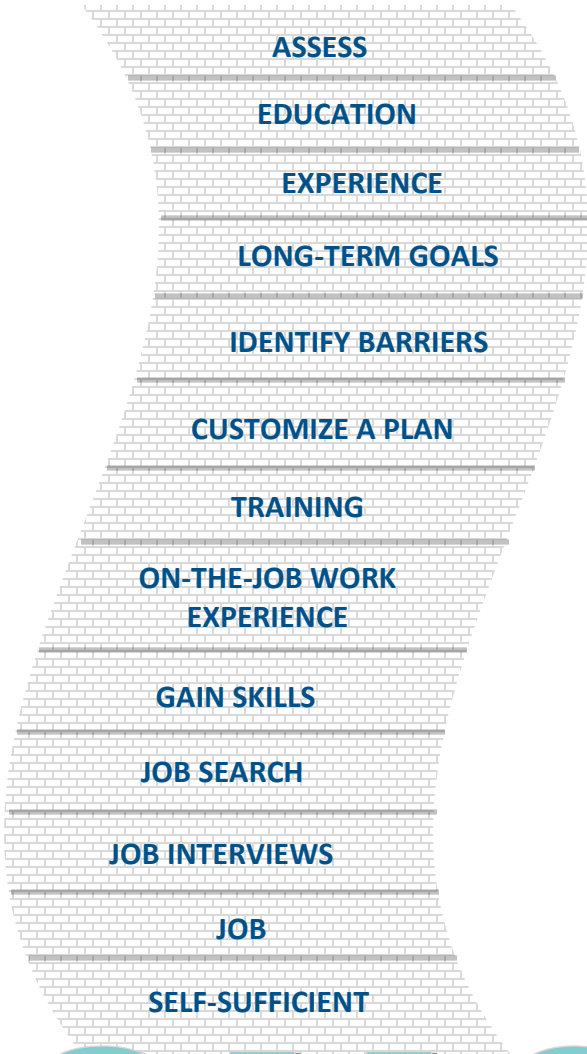 ASSESS
EDUCATION
EXPERIENCE
LONG-TERM GOALS
IDENTIFY BARRIERS
CUSTOMIZE A PLAN
TRAINING
ON-THE-JOB WORK
EXPERIENCE
GAIN SKILLS
JOB SEARCH
JOB INTERVIEWS
JOB
SELF-SUFFICIENT